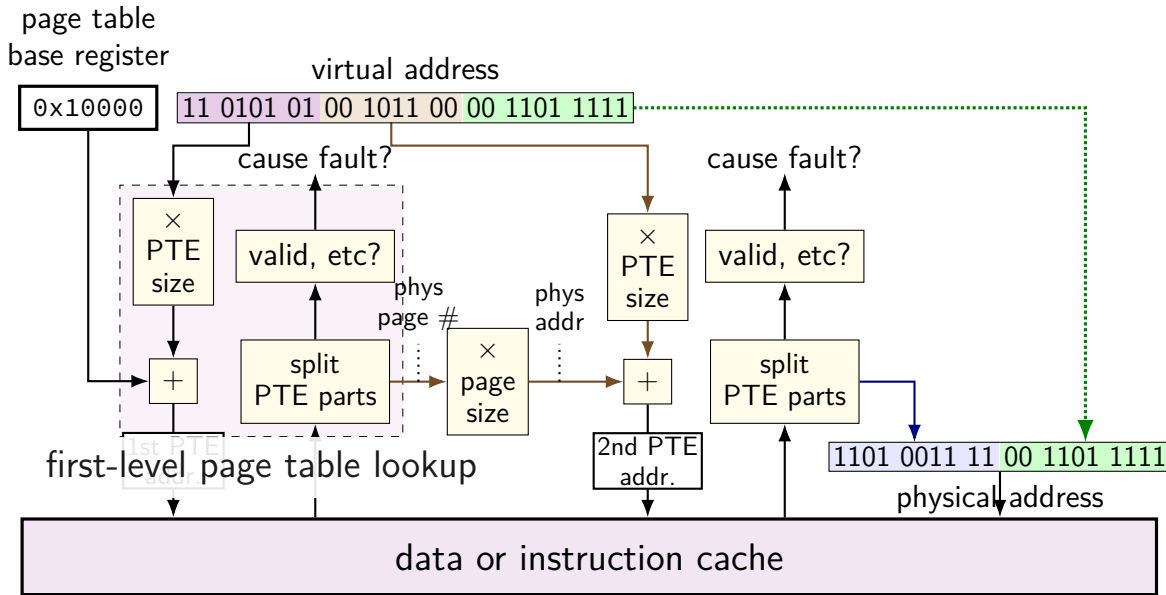 page table
base register
0x10000
virtual address
11 0101 01 00 1011 00 00 1101 1111
cause fault?
cause fault?
×
PTE
size
valid, etc?
×
PTE
size
valid, etc?
phys
page #
phys
addr
+
split
PTE parts
×
page
size
+
split
PTE parts
1st PTE
addr.
first-level page table lookup
2nd PTE
addr.
1101 0011 11 00 1101 1111
physical address
data or instruction cache